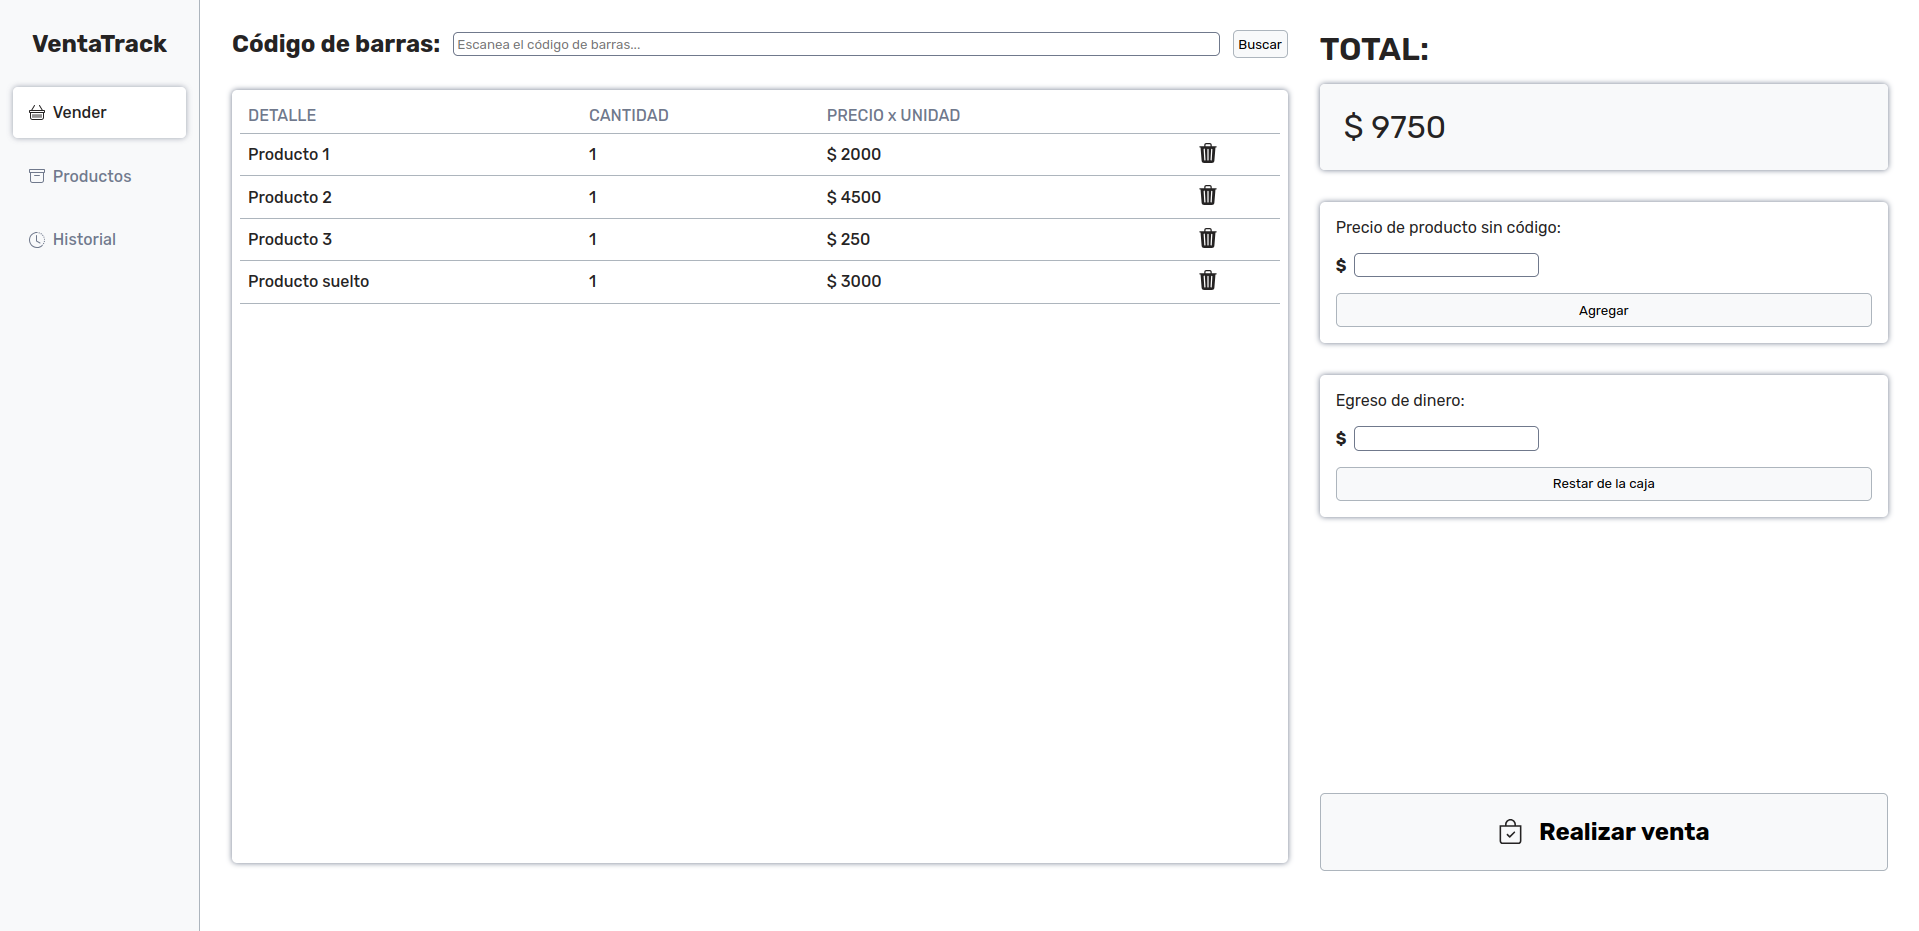 VentaTrack
Vender
Productos
Historial
Código de barras: Escanea el código de barras... Buscar
DETALLE CANTIDAD PRECIO x UNIDAD
Producto 1 1 $ 2000
Producto 2 1 $ 4500
Producto 3 1 $ 250
Producto suelto 1 $ 3000
TOTAL:
$ 9750
Precio de producto sin código:
$
Agregar
Egreso de dinero:
$
Restar de la caja
Realizar venta